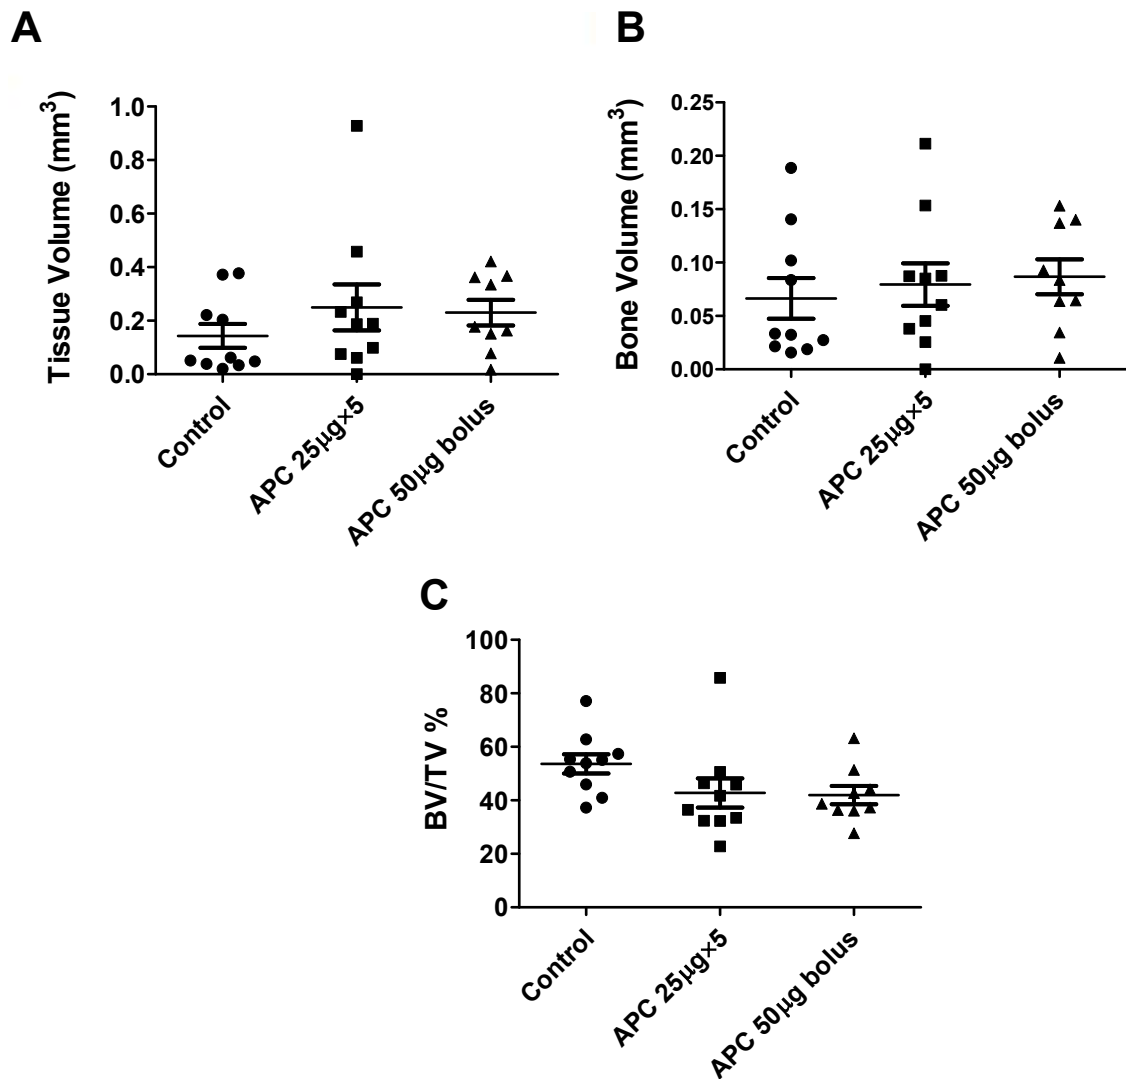 A
Tissue Volume (mm³)
1.0
0.8
0.6
0.4
0.2
0.0
Control
APC 25µg×5
APC 50µg bolus
B
Bone Volume (mm³)
0.25
0.20
0.15
0.10
0.05
0.00
Control
APC 25µg×5
APC 50µg bolus
C
BV/TV %
100
80
60
40
20
0
Control
APC 25µg×5
APC 50µg bolus